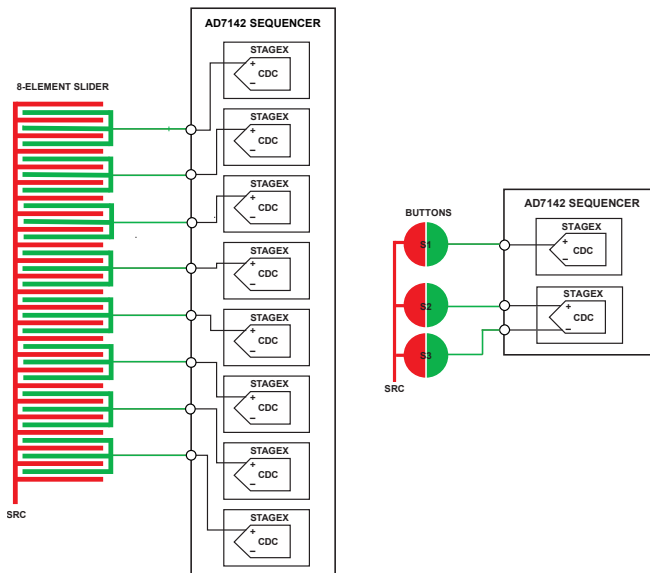 AD7142 SEQUENCER
8-ELEMENT SLIDER
STAGEX
+
CDC
−
STAGEX
+
CDC
−
STAGEX
+
CDC
−
STAGEX
+
CDC
−
STAGEX
+
CDC
−
STAGEX
+
CDC
−
STAGEX
+
CDC
−
STAGEX
+
CDC
−
SRC
AD7142 SEQUENCER
BUTTONS
S1
S2
S3
SRC
STAGEX
+
CDC
−
STAGEX
+
CDC
−